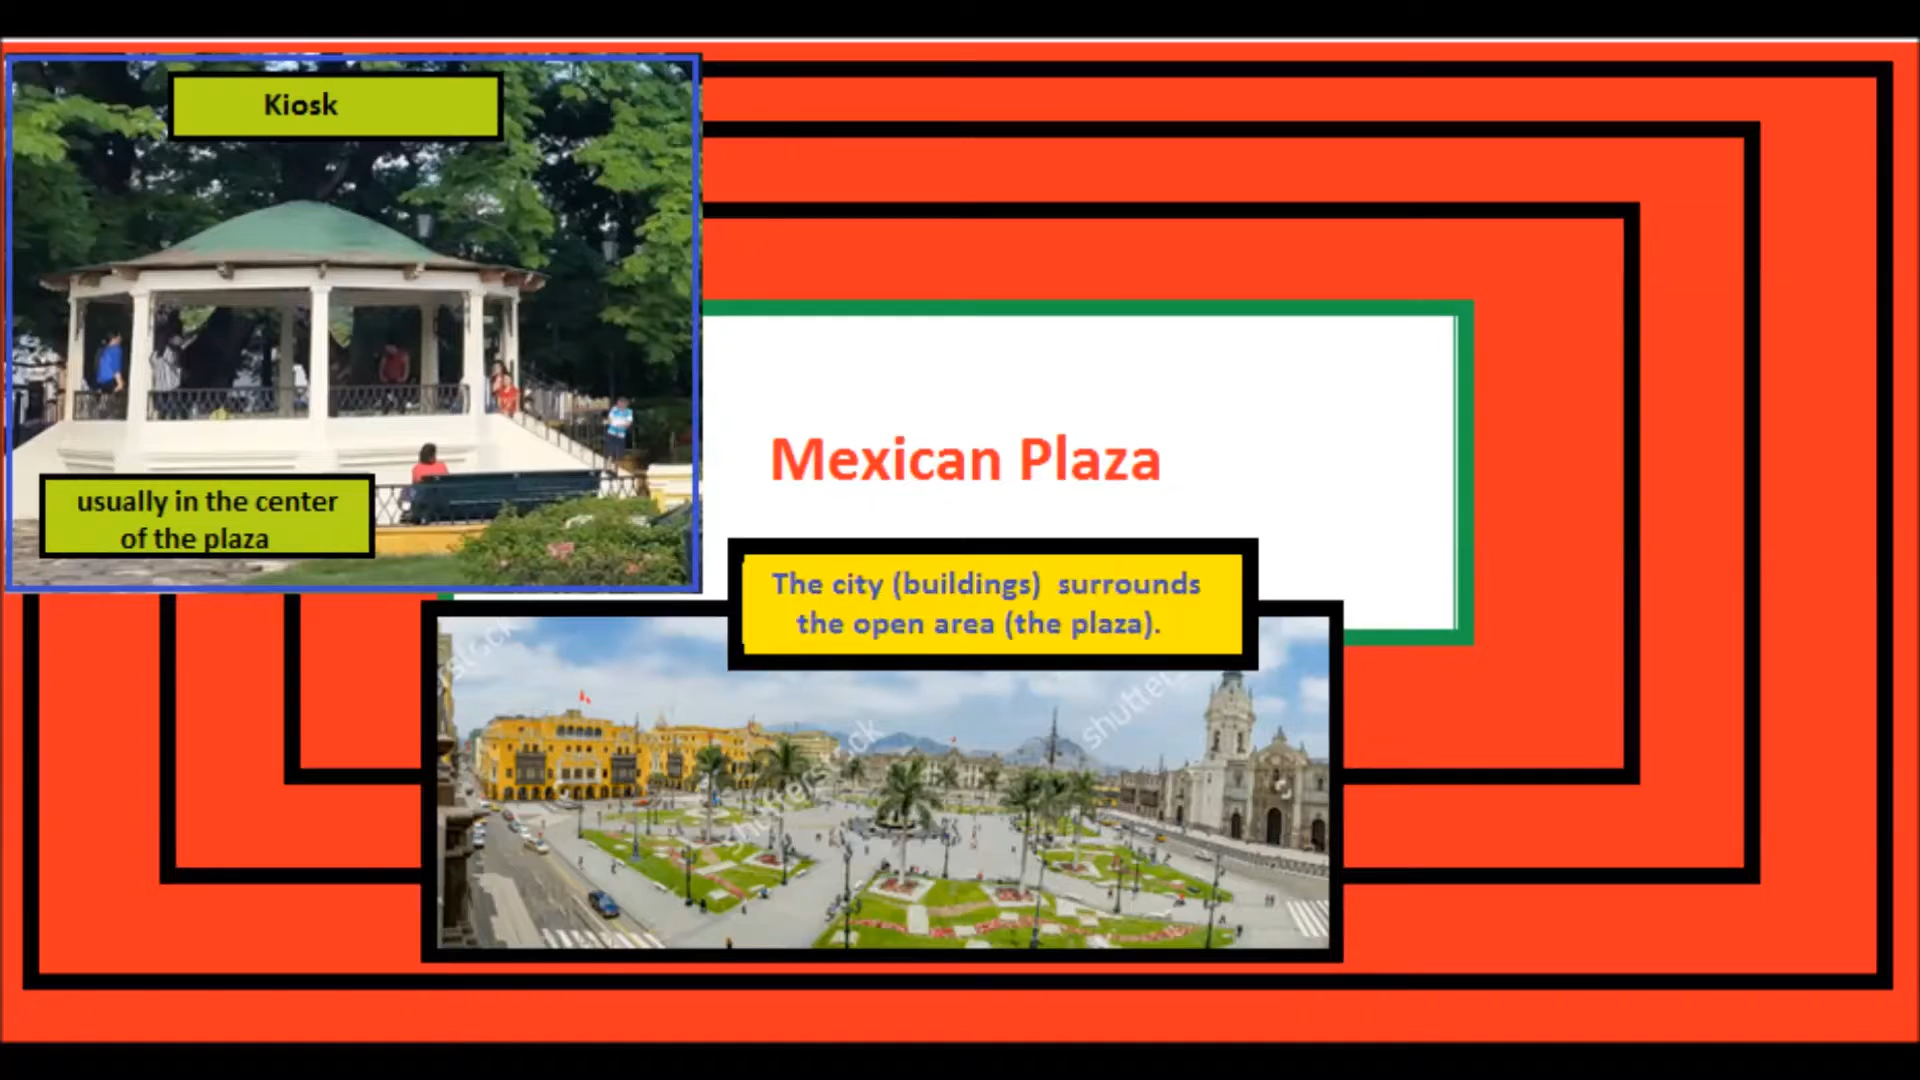 Kiosk
usually in the center
of the plaza
Mexican Plaza
The city (buildings) surrounds
the open area (the plaza).
shutterstock